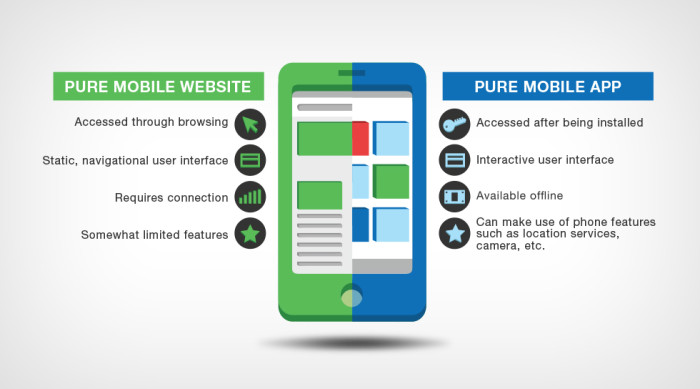 PURE MOBILE WEBSITE
Accessed through browsing
Static, navigational user interface
Requires connection
Somewhat limited features
PURE MOBILE APP
Accessed after being installed
Interactive user interface
Available offline
Can make use of phone features
such as location services,
camera, etc.